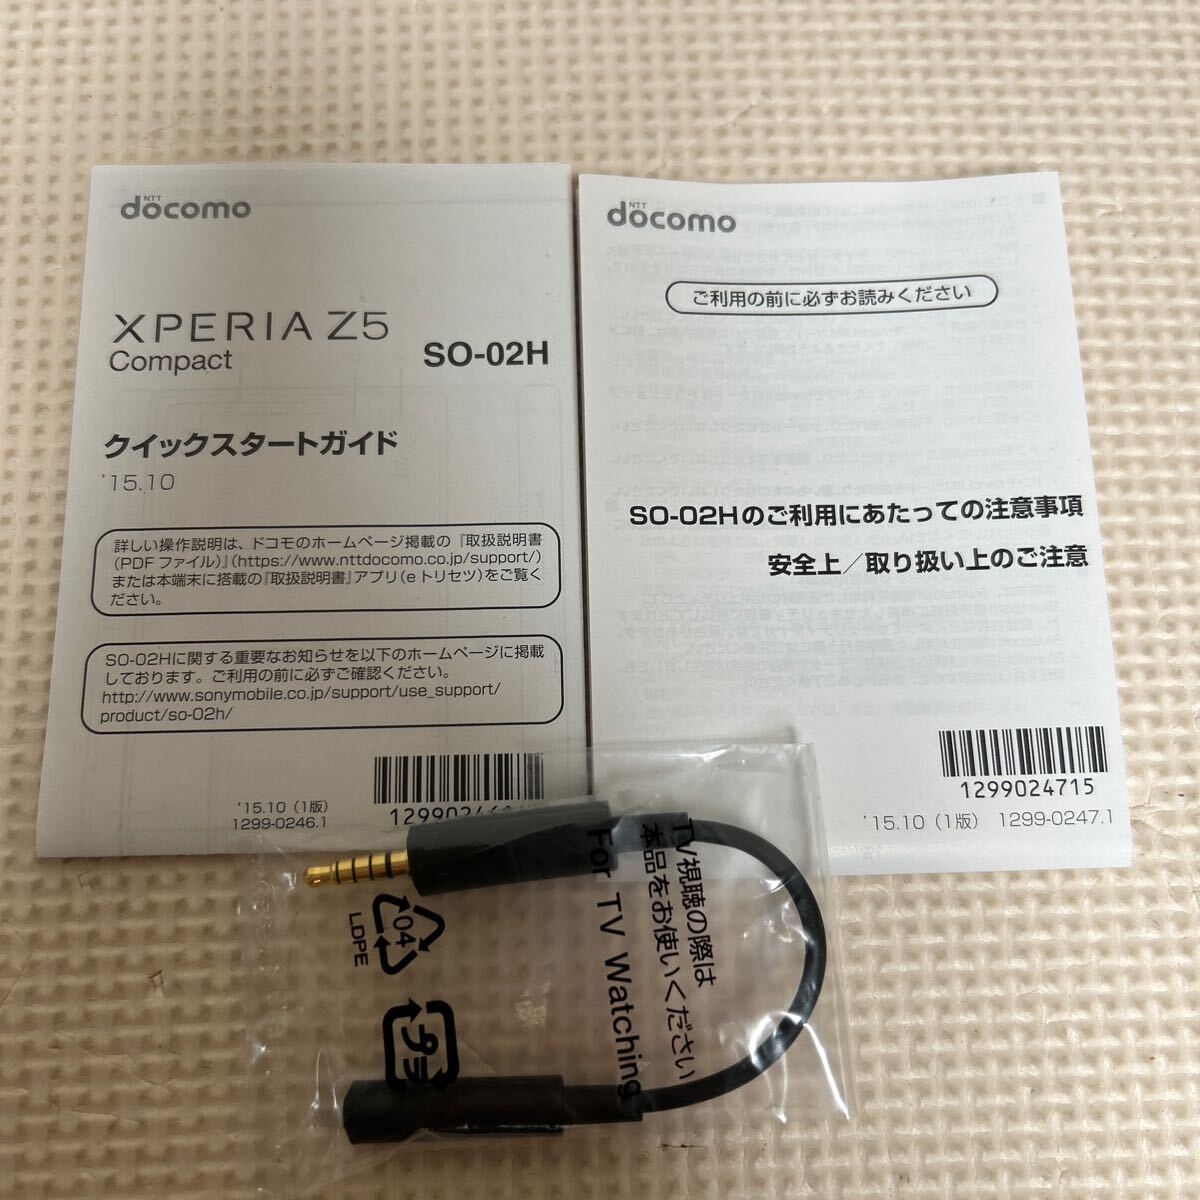 NTT
docomo
XPERIA Z5
Compact
SO-02H
クイックスタートガイド
'15.10
詳しい操作説明は、ドコモのホームページ掲載の『取扱説明書
(PDFファイル)』(https://www.nttdocomo.co.jp/support/)
または本端末に搭載の『取扱説明書』アプリ(eトリセツ)をご覧く
ださい。
SO-02Hに関する重要なお知らせを以下のホームページに掲載
しております。ご利用の前に必ずご確認ください。
http://www.sonymobile.co.jp/support/use_support/
product/so-02h/
'15.10(1版)
1299-0246.1
NTT
docomo
ご利用の前に必ずお読みください
SO-02Hのご利用にあたっての注意事項
安全上/取り扱い上のご注意
1299024715
'15.10(1版) 1299-0247.1
TV視聴の際は
本品をお使いください
For TV Watching
04
LDPE
プラ